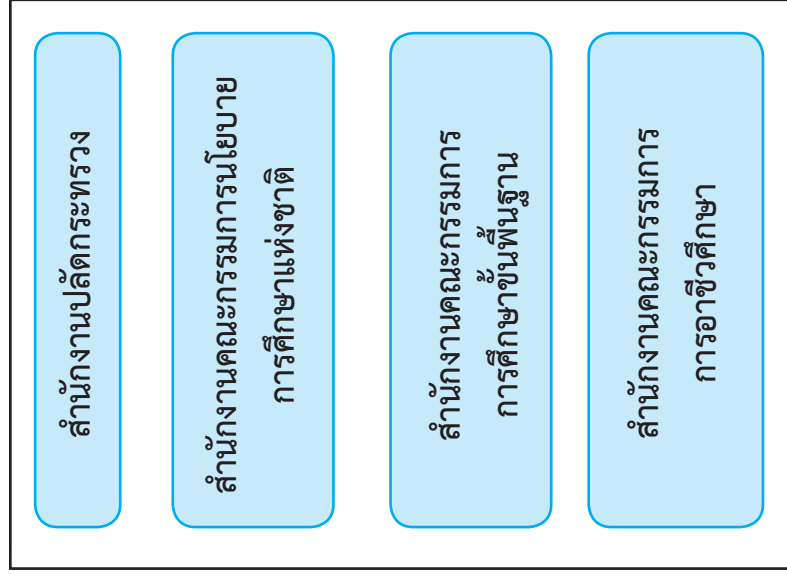 สำนักงานปลัดกระทรวง
สำนักงานคณะกรรมการนโยบาย
การศึกษาแห่งชาติ
สำนักงานคณะกรรมการ
การศึกษาขั้นพื้นฐาน
สำนักงานคณะกรรมการ
การอาชีวศึกษา